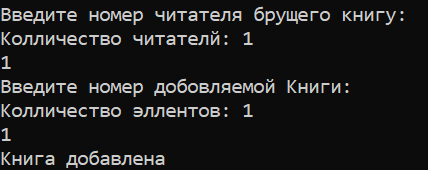 Введите номер читателя брущего книгу:
Колличество читателй: 1
1
Введите номер добовляемой Книги:
Колличество эллентов: 1
1
Книга добавлена